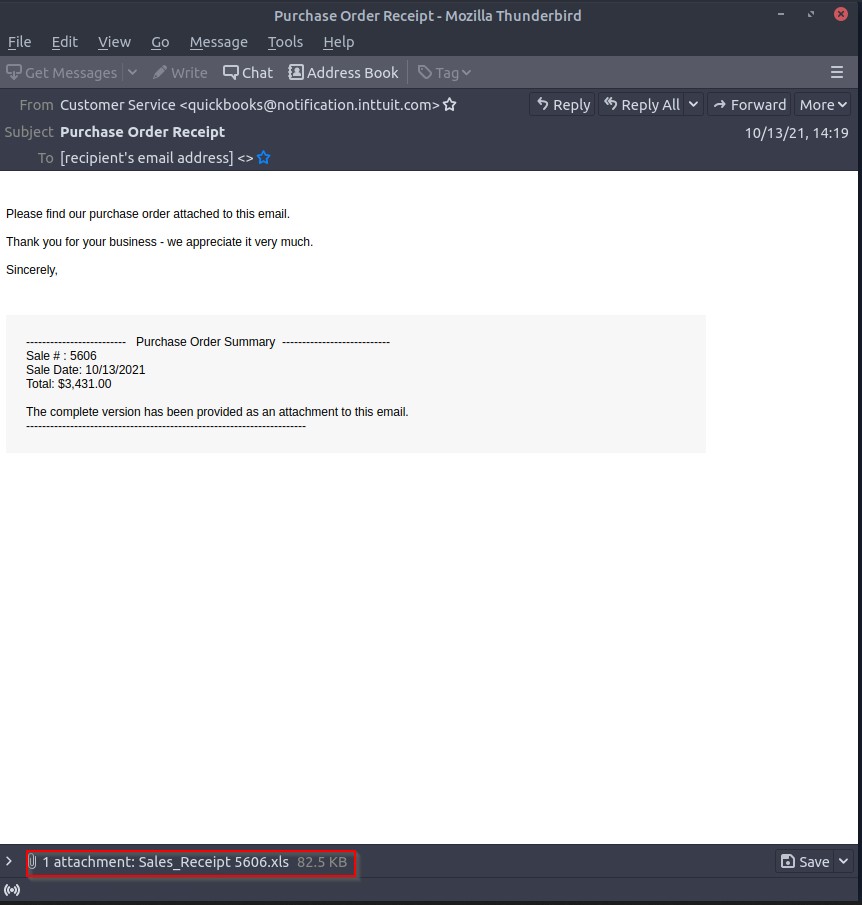 Purchase Order Receipt - Mozilla Thunderbird
File Edit View Go Message Tools Help
Get Messages Write Chat Address Book Tag
From Customer Service <quickbooks@notification.inttuit.com> Reply Reply All Forward More
Subject Purchase Order Receipt 10/13/21, 14:19
To [recipient's email address] <>
Please find our purchase order attached to this email.
Thank you for your business - we appreciate it very much.
Sincerely,
------------------------- Purchase Order Summary ---------------------------
Sale # : 5606
Sale Date: 10/13/2021
Total: $3,431.00
The complete version has been provided as an attachment to this email.
----------------------------------------------------------------------
1 attachment: Sales_Receipt 5606.xls 82.5 KB Save